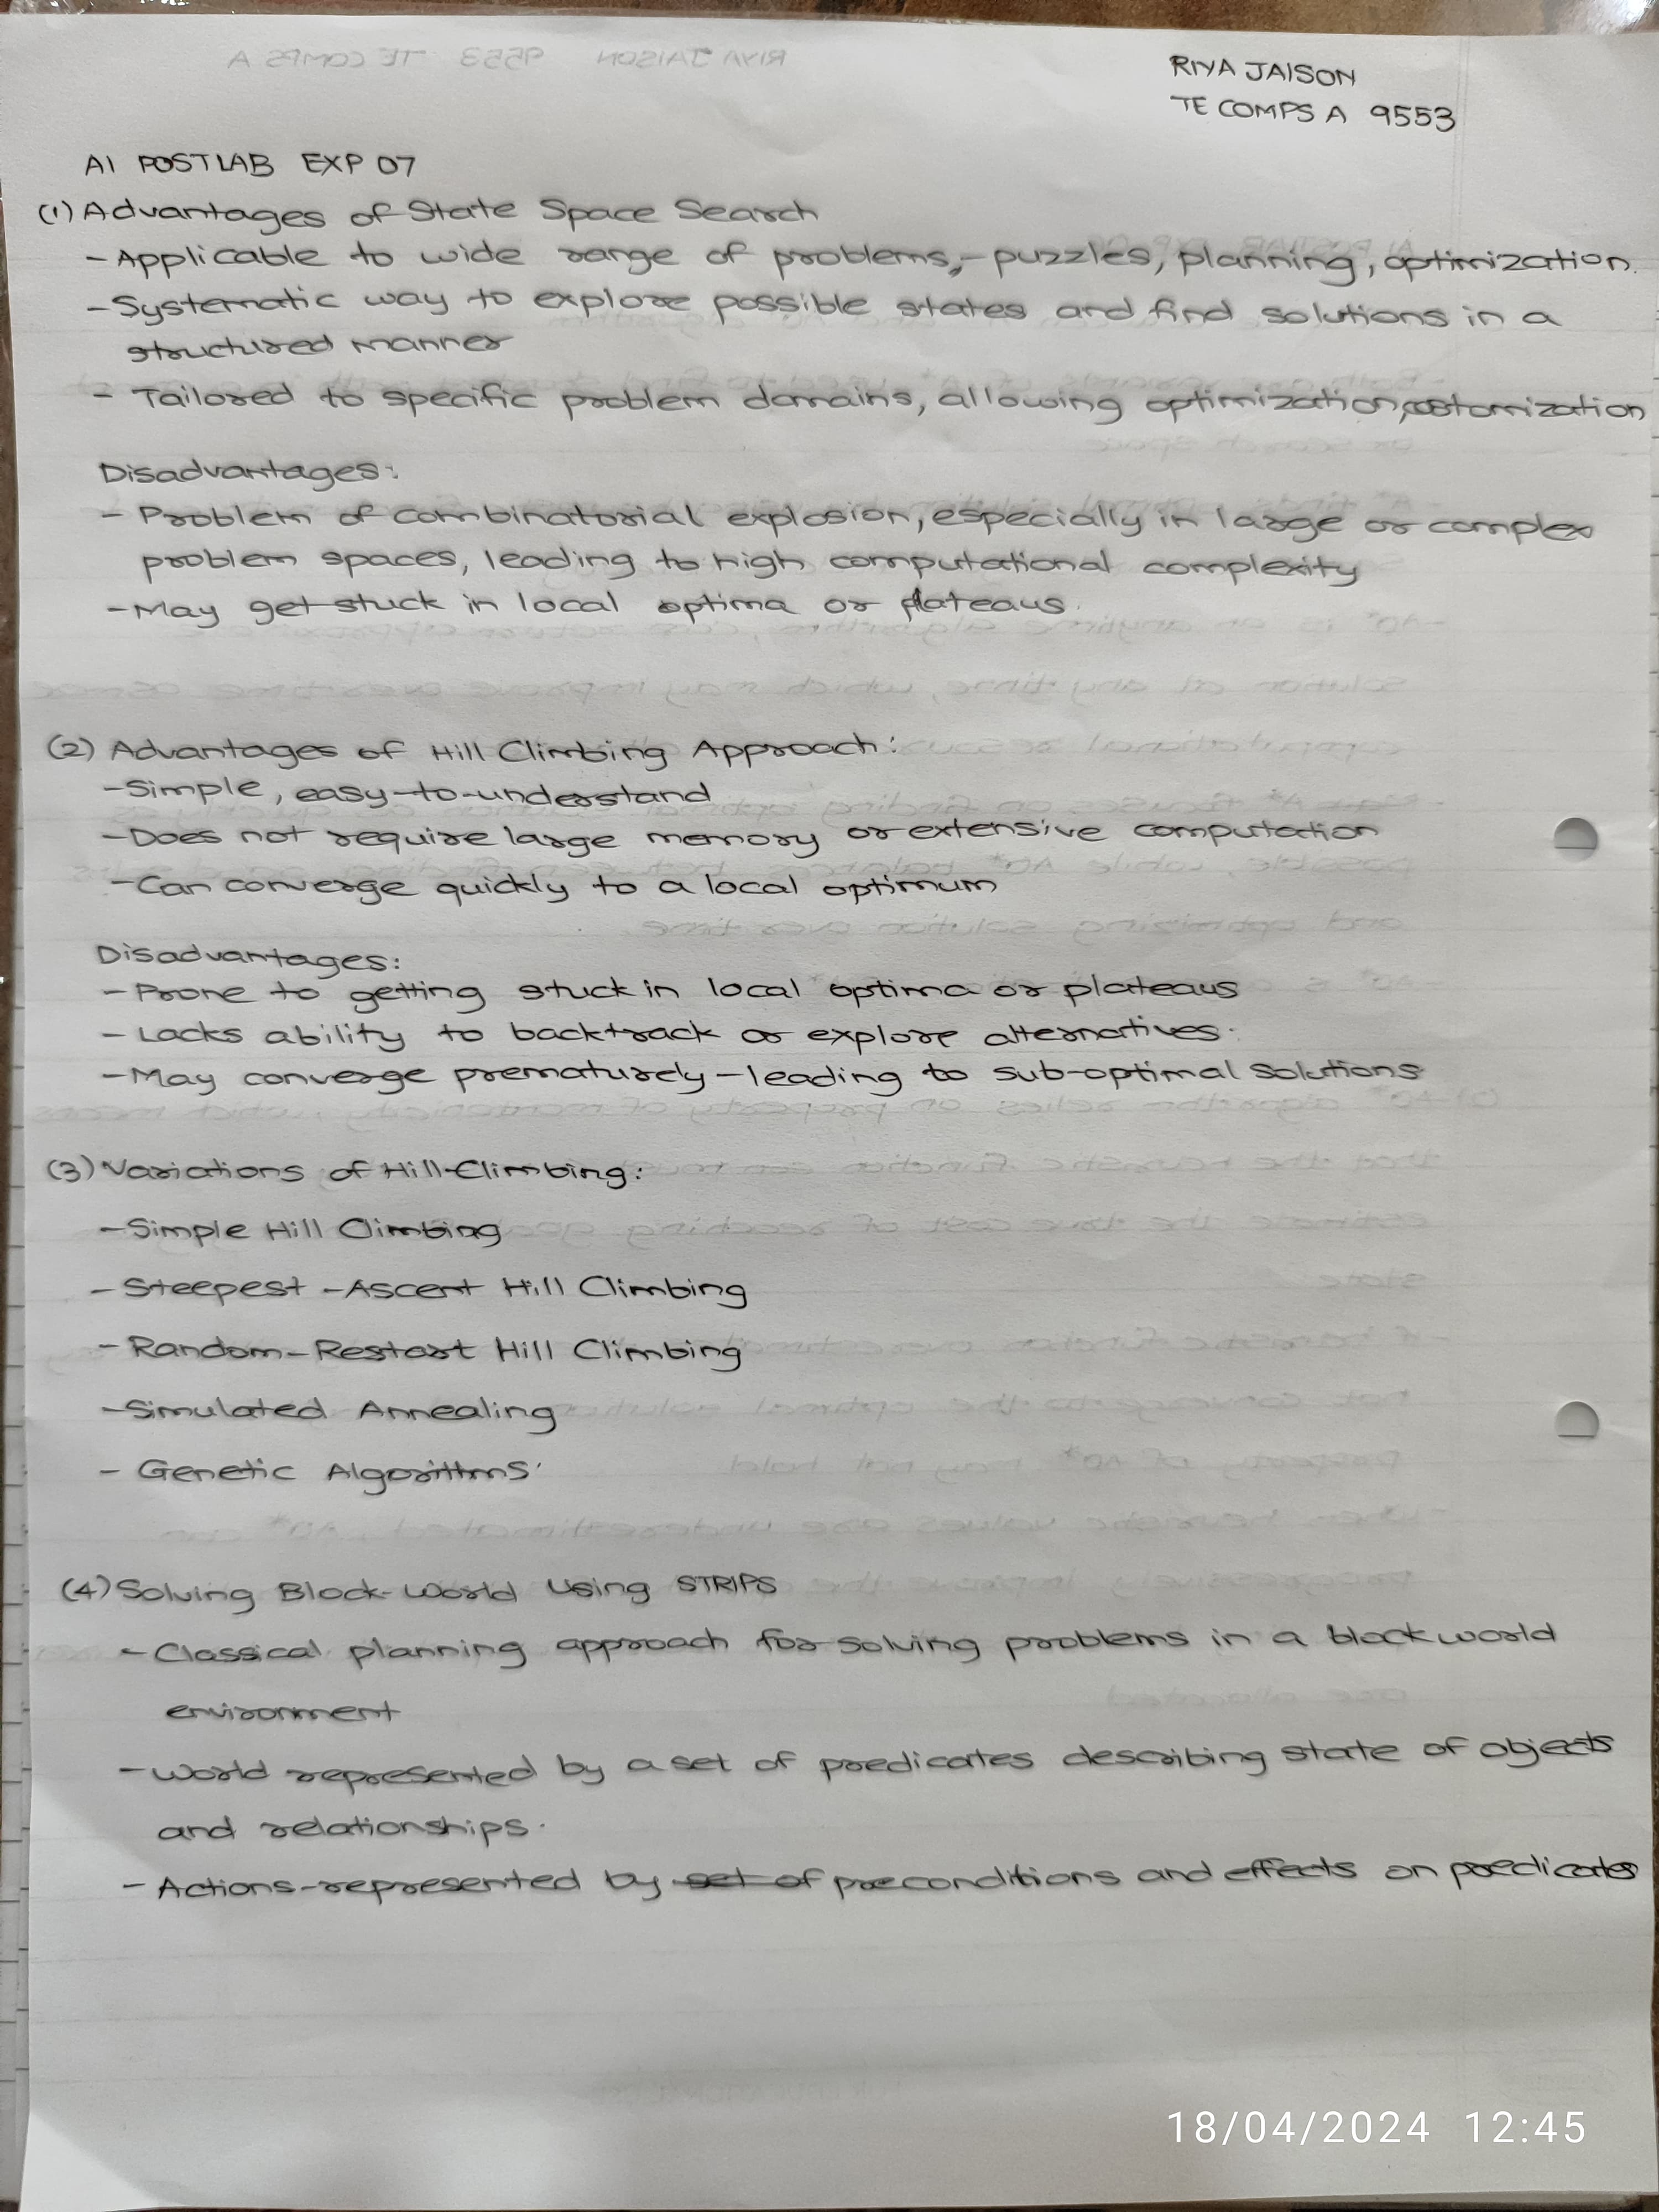 RIYA JAISON
TE COMPS A 9553
AI POSTLAB EXP 07
(1) Advantages of State Space Search
- Applicable to wide range of problems,- puzzles, planning, optimization.
- Systematic way to explore possible states and find solutions in a
structured manner
- Tailored to specific problem domains, allowing optimization, customization
Disadvantages:
- Problem of combinatorial explosion, especially in large or complex
problem spaces, leading to high computational complexity
- May get stuck in local optima or plateaus.
(2) Advantages of Hill Climbing Approach:
- Simple, easy-to-understand
- Does not require large memory or extensive computation
- Can converge quickly to a local optimum
Disadvantages:
- Prone to getting stuck in local optima or plateaus
- Lacks ability to backtrack or explore alternatives.
- May converge prematurely - leading to sub-optimal solutions
(3) Variations of Hill-Climbing:
- Simple Hill Climbing
- Steepest-Ascent Hill Climbing
- Random-Restart Hill Climbing
- Simulated Annealing
- Genetic Algorithms.
(4) Solving Block-World Using STRIPS
- Classical planning approach for solving problems in a block world
environment
- World represented by a set of predicates describing state of objects
and relationships.
- Actions-represented by set of preconditions and effects on predicates
18/04/2024 12:45